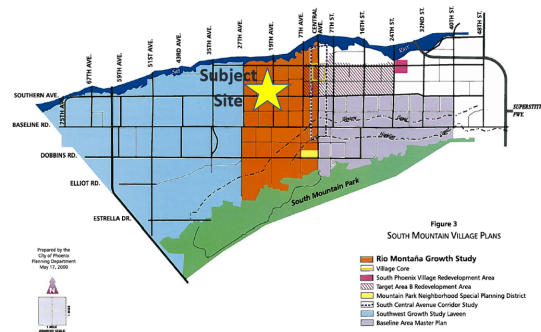 67TH AVE.
59TH AVE.
51ST AVE.
43RD AVE.
35TH AVE.
27TH AVE.
19TH AVE.
7TH AVE.
CENTRAL AVE.
7TH ST.
16TH ST.
24TH ST.
32ND ST.
40TH ST.
48TH ST.
Subject
Site
SOUTHERN AVE.
75TH AVE.
BASELINE RD.
DOBBINS RD.
ELLIOT RD.
ESTRELLA DR.
South Mountain Park
Figure 3
SOUTH MOUNTAIN VILLAGE PLANS
Prepared by the
City of Phoenix
Planning Department
May 17, 2000
Rio Montaña Growth Study
Village Core
South Phoenix Village Redevelopment Area
Target Area B Redevelopment Area
Mountain Park Neighborhood Special Planning District
South Central Avenue Corridor Study
Southwest Growth Study Laveen
Baseline Area Master Plan